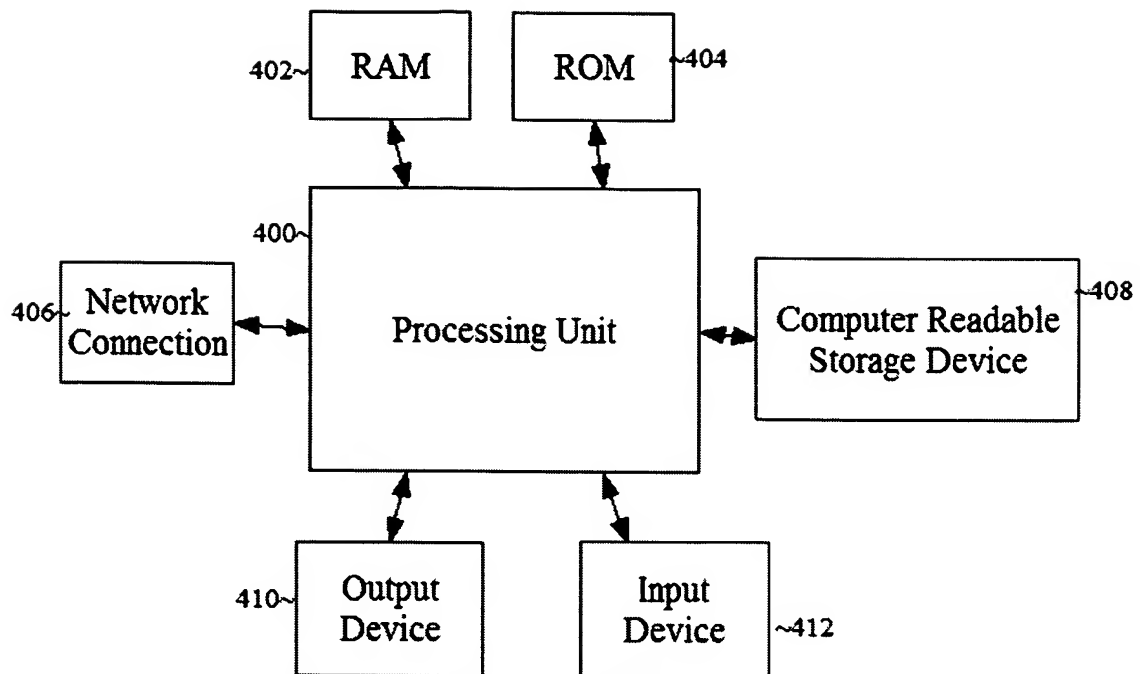 RAM
402~
ROM
~404
400~
Processing Unit
406~
Network
Connection
Computer Readable
Storage Device
~408
410~
Output
Device
Input
Device
~412